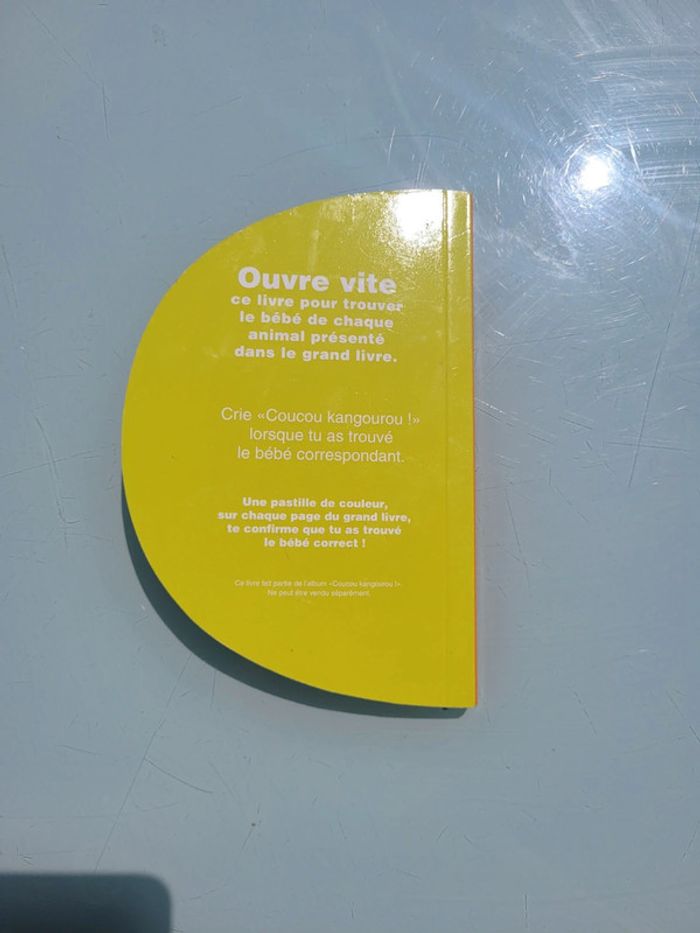 Ouvre vite
ce livre pour trouver
le bébé de chaque
animal présenté
dans le grand livre.
Crie «Coucou kangourou !»
lorsque tu as trouvé
le bébé correspondant.
Une pastille de couleur,
sur chaque page du grand livre,
te confirme que tu as trouvé
le bébé correct !
Ce livre fait partie de l'album «Coucou kangourou !».
Ne peut être vendu séparément.